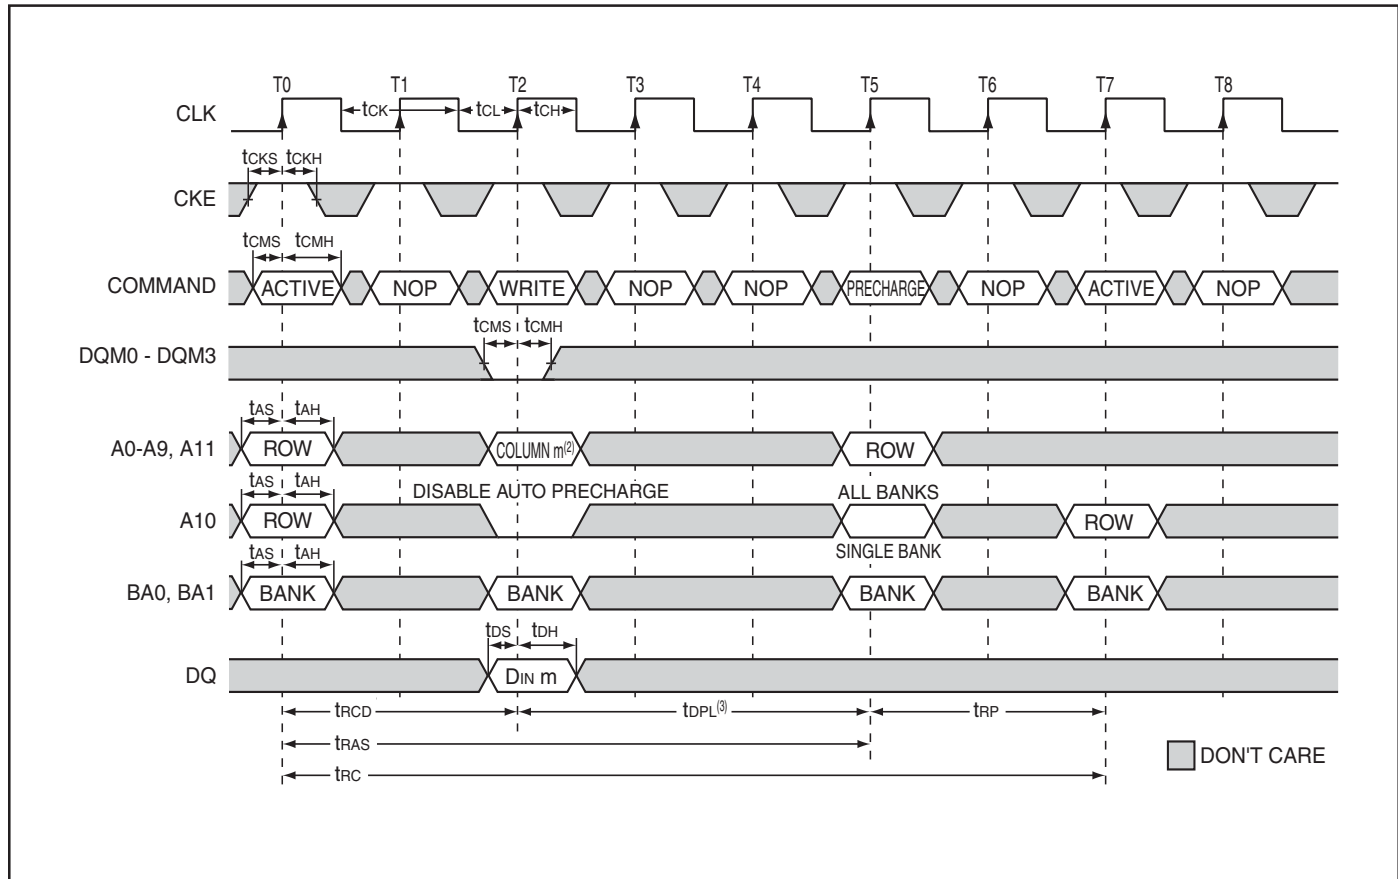 T0 T1 T2 T3 T4 T5 T6 T7 T8
CLK tCK tCL tCH
tCKS tCKH
CKE
tCMS tCMH
COMMAND ACTIVE NOP WRITE NOP NOP PRECHARGE NOP ACTIVE NOP
tCMS tCMH
DQM0 - DQM3
tAS tAH
A0-A9, A11 ROW COLUMN m(2) ROW
tAS tAH DISABLE AUTO PRECHARGE ALL BANKS
A10 ROW ROW
tAS tAH SINGLE BANK
BA0, BA1 BANK BANK BANK BANK
tDS tDH
DQ DIN m
tRCD tDPL(3) tRP
tRAS
DON'T CARE
tRC